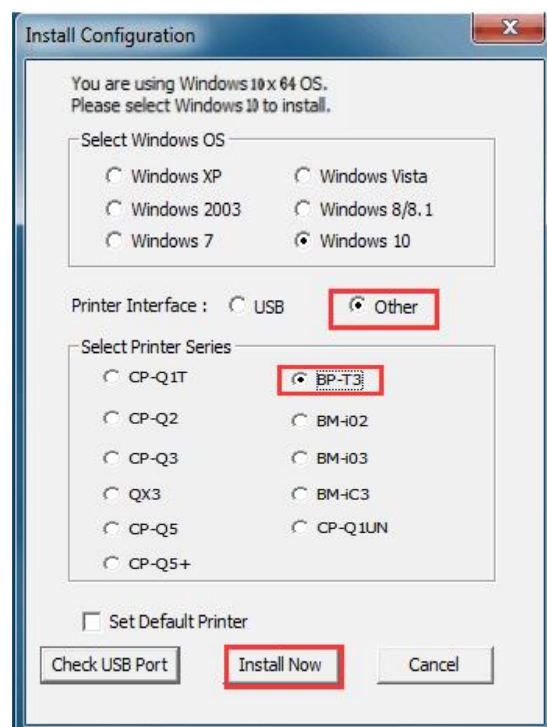 Install Configuration
You are using Windows 10 x 64 OS.
Please select Windows 10 to install.
Select Windows OS
Windows XP Windows Vista
Windows 2003 Windows 8/8.1
Windows 7 Windows 10
Printer Interface : USB Other
Select Printer Series
CP-Q1T BP-T3
CP-Q2 BM-i02
CP-Q3 BM-i03
QX3 BM-iC3
CP-Q5 CP-Q1UN
CP-Q5+
Set Default Printer
Check USB Port Install Now Cancel